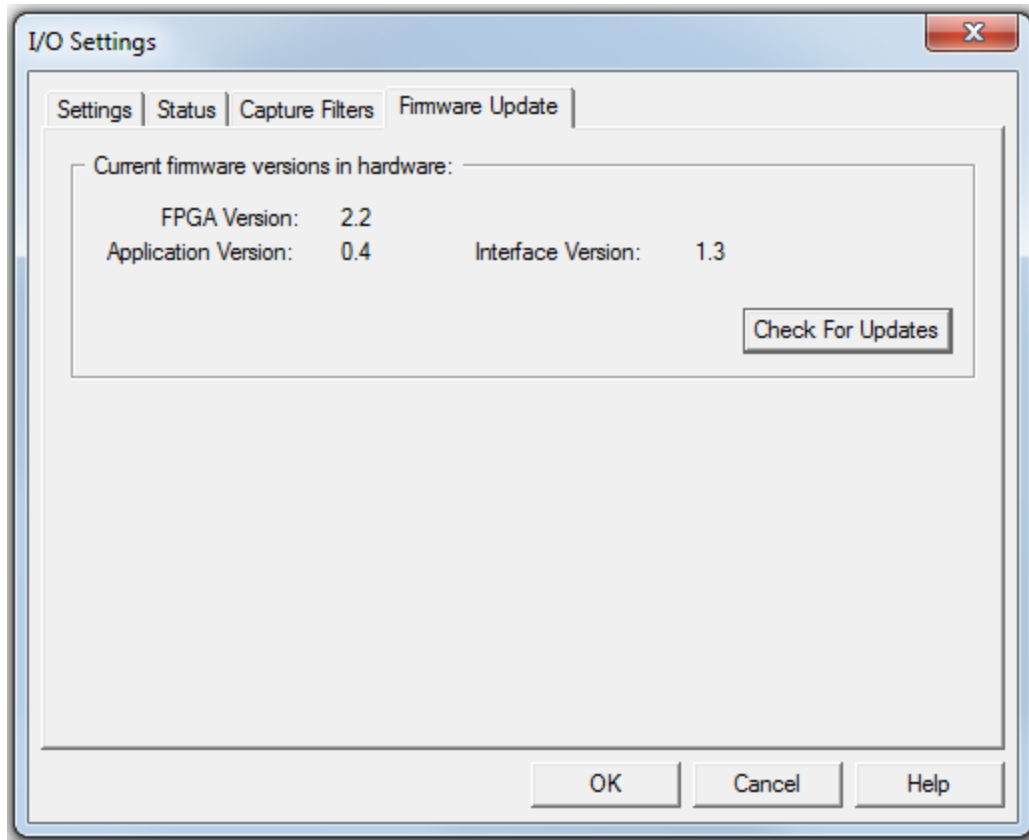 I/O Settings
Settings Status Capture Filters Firmware Update
Current firmware versions in hardware:
FPGA Version: 2.2
Application Version: 0.4 Interface Version: 1.3
Check For Updates
OK Cancel Help